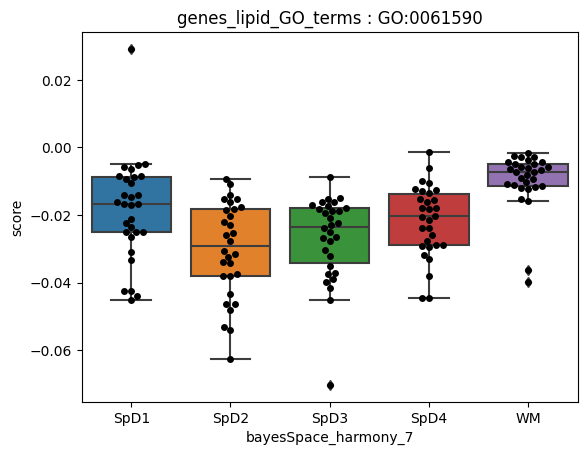 genes_lipid_GO_terms : GO:0061590
0.02
0.00
−0.02
−0.04
−0.06
score
SpD1 SpD2 SpD3 SpD4 WM
bayesSpace_harmony_7